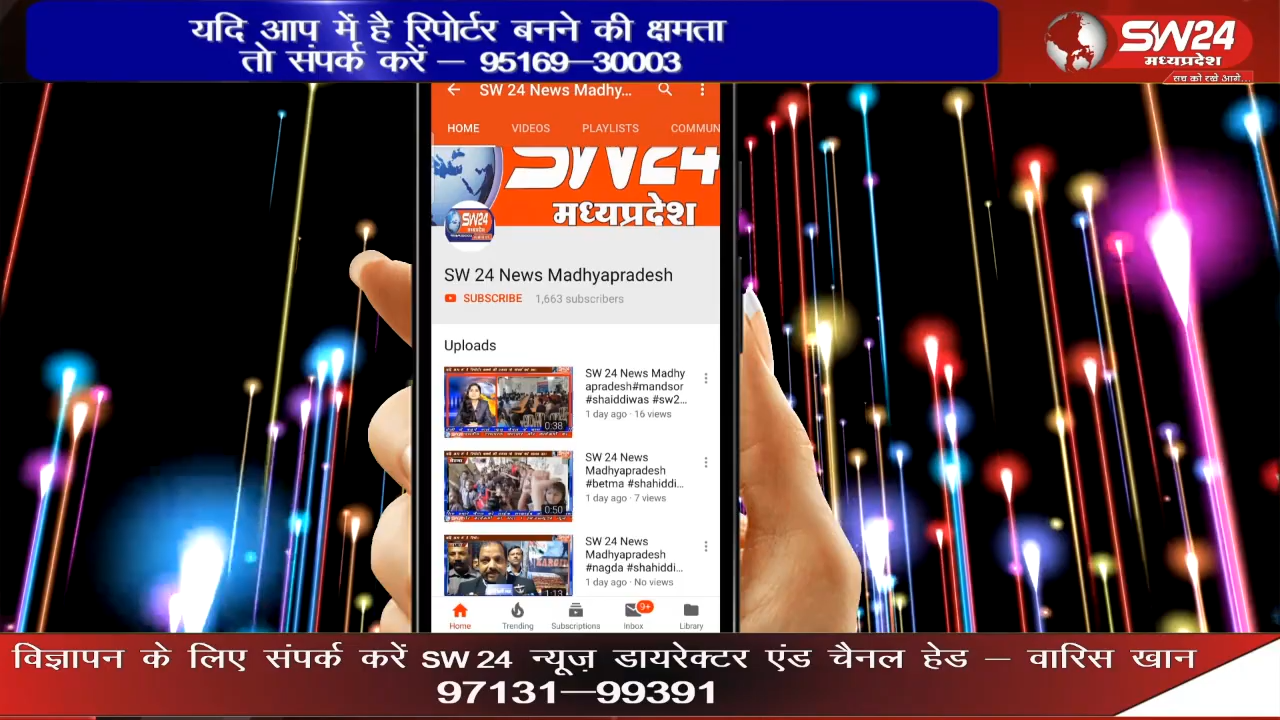 यदि आप में है रिपोर्टर बनने की क्षमता
तो संपर्क करें – 95169–30003
SW24
मध्यप्रदेश
सच को रखे आगे...
SW 24 News Madhy...
HOME VIDEOS PLAYLISTS COMMUN
SW24
मध्यप्रदेश
SW24
SW 24 News Madhyapradesh
SUBSCRIBE 1,663 subscribers
Uploads
SW 24 News Madhy
apradesh#mandsor
#shaiddiwas #sw2...
1 day ago · 16 views
0:38
SW 24 News
Madhyapradesh
#betma #shahiddi...
1 day ago · 7 views
0:50
SW 24 News
Madhyapradesh
#nagda #shahiddi...
1 day ago · No views
1:13
9+
Home Trending Subscriptions Inbox Library
विज्ञापन के लिए संपर्क करें SW 24 न्यूज़ डायरेक्टर एंड चैनल हेड – वारिस खान
97131–99391